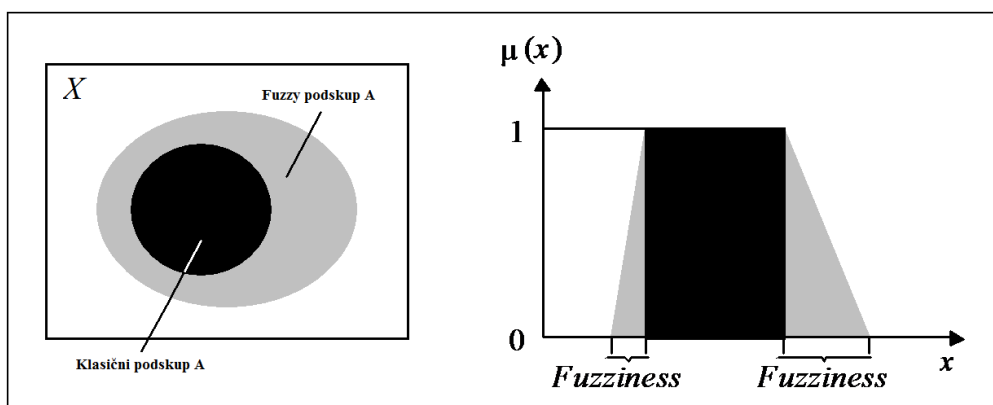 X
Fuzzy podskup A
Klasični podskup A
μ (x)
1
0
x
Fuzziness
Fuzziness